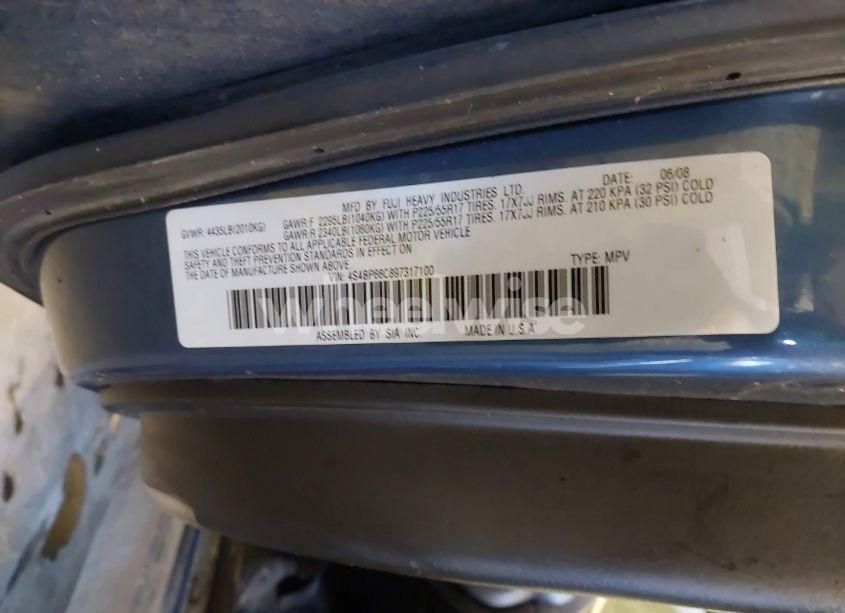 MFD BY FUJI HEAVY INDUSTRIES LTD. DATE: 06/08
GVWR: 4435LB(2010KG) GAWR:F 2295LB(1040KG) WITH P225/55R17 TIRES. 17X7JJ RIMS. AT 220 KPA (32 PSI) COLD
GAWR:R 2340LB(1060KG) WITH P225/55R17 TIRES. 17X7JJ RIMS. AT 210 KPA (30 PSI) COLD
THIS VEHICLE CONFORMS TO ALL APPLICABLE FEDERAL MOTOR VEHICLE
SAFETY AND THEFT PREVENTION STANDARDS IN EFFECT ON
THE DATE OF MANUFACTURE SHOWN ABOVE.
VIN: 4S4BP66C897317100 TYPE: MPV
wheelwise
ASSEMBLED BY SIA INC. MADE IN U.S.A